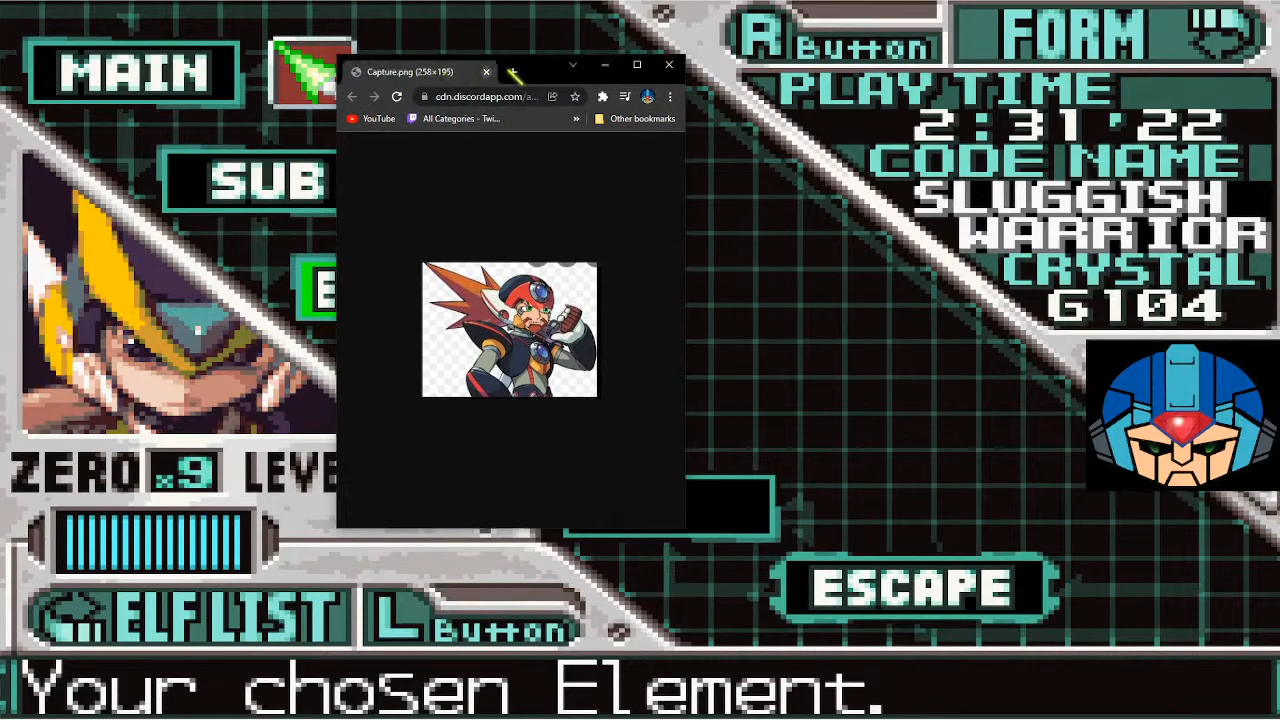 MAIN
SUB
E
ZERO x9 LEVE
ELF LIST
L Button
R Button
FORM
PLAY TIME
2:31'22
CODE NAME
SLUGGISH
WARRIOR
CRYSTAL
G104
ESCAPE
Your chosen Element.
Capture.png (258×195)
cdn.discordapp.com/a...
YouTube
All Categories - Twi...
»
Other bookmarks